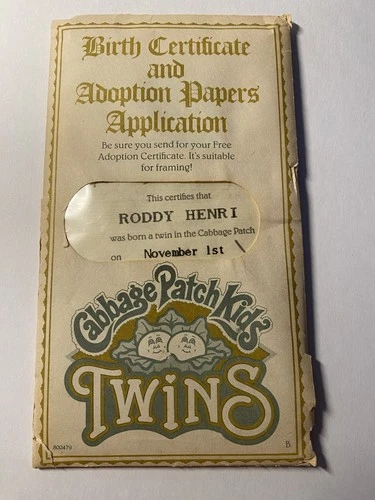 Birth Certificate
and
Adoption Papers
Application
Be sure you send for your Free
Adoption Certificate. It's suitable
for framing!
This certifies that
RODDY HENRI
was born a twin in the Cabbage Patch
on November 1st
Cabbage Patch Kids
TWiNS
800479 B